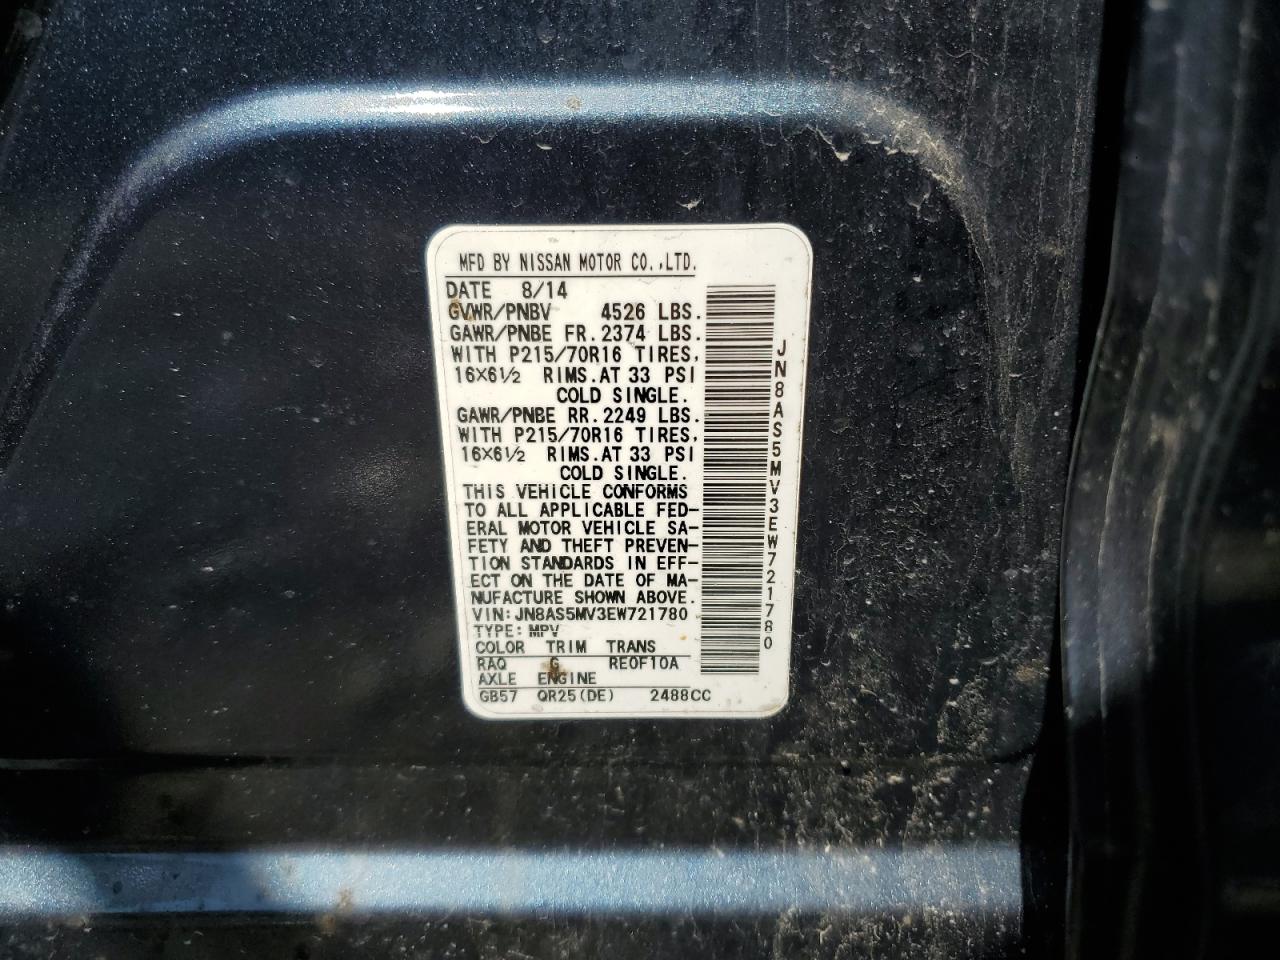 MFD BY NISSAN MOTOR CO.,LTD.
DATE 8/14
GVWR/PNBV 4526 LBS.
GAWR/PNBE FR.2374 LBS.
WITH P215/70R16 TIRES,
16X6½ RIMS.AT 33 PSI
COLD SINGLE.
GAWR/PNBE RR.2249 LBS.
WITH P215/70R16 TIRES,
16X6½ RIMS.AT 33 PSI
COLD SINGLE.
THIS VEHICLE CONFORMS
TO ALL APPLICABLE FED-
ERAL MOTOR VEHICLE SA-
FETY AND THEFT PREVEN-
TION STANDARDS IN EFF-
ECT ON THE DATE OF MA-
NUFACTURE SHOWN ABOVE.
VIN:JN8AS5MV3EW721780
TYPE: MPV
COLOR TRIM TRANS
RAQ G RE0F10A
AXLE ENGINE
GB57 QR25(DE) 2488CC
JN8AS5MV3EW721780